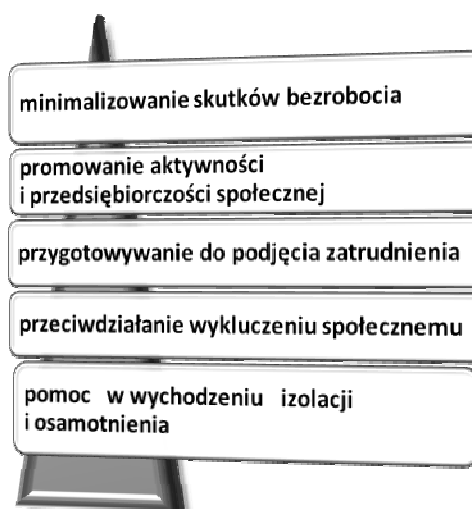 minimalizowanie skutków bezrobocia
promowanie aktywności
i przedsiębiorczości społecznej
przygotowywanie do podjęcia zatrudnienia
przeciwdziałanie wykluczeniu społecznemu
pomoc w wychodzeniu izolacji
i osamotnienia